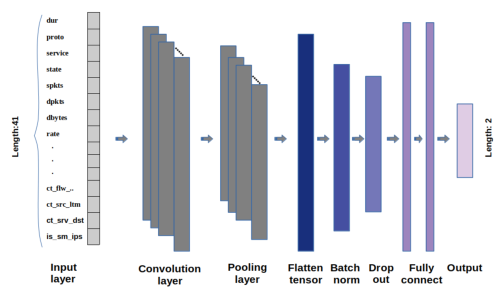 Length:41
dur
proto
service
state
spkts
dpkts
dbytes
rate
.
.
.
ct_flw_..
ct_src_ltm
ct_srv_dst
is_sm_ips
Length: 2
Input
layer
Convolution
layer
Pooling
layer
Flatten
tensor
Batch
norm
Drop
out
Fully
connect
Output